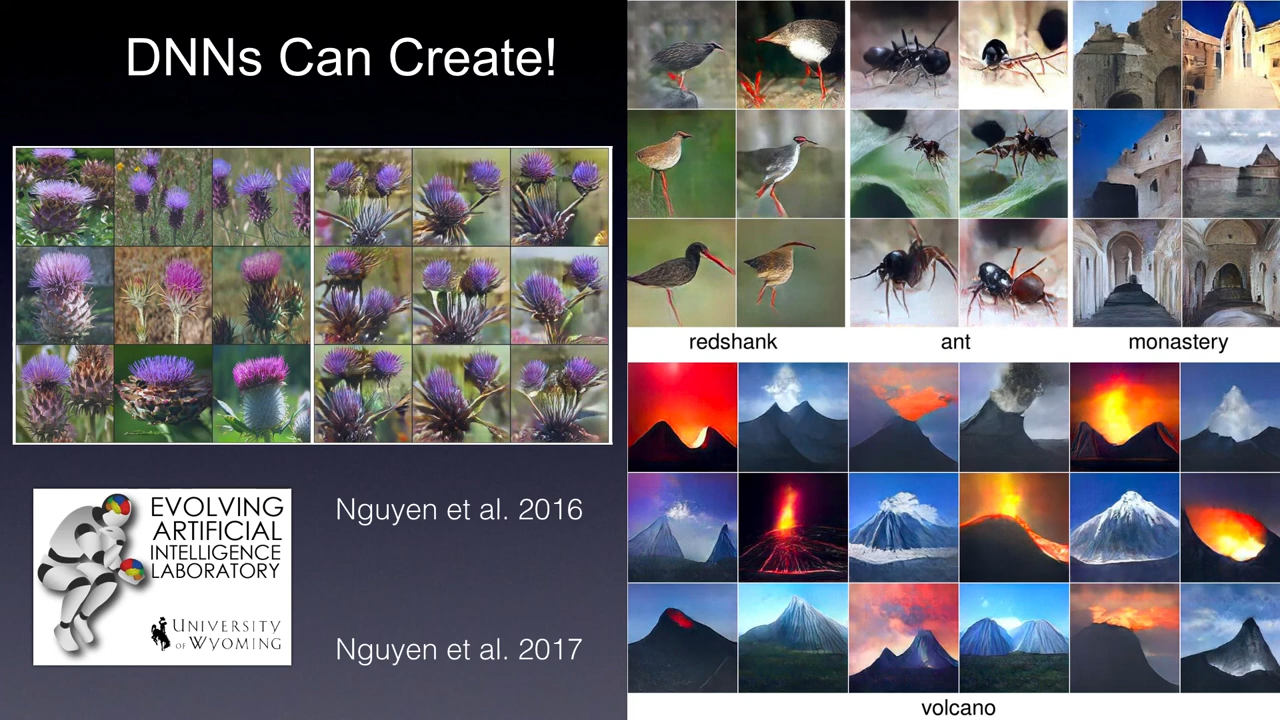 DNNs Can Create!
EVOLVING
ARTIFICIAL
INTELLIGENCE
LABORATORY
UNIVERSITY
OF WYOMING
Nguyen et al. 2016
Nguyen et al. 2017
redshank
ant
monastery
volcano